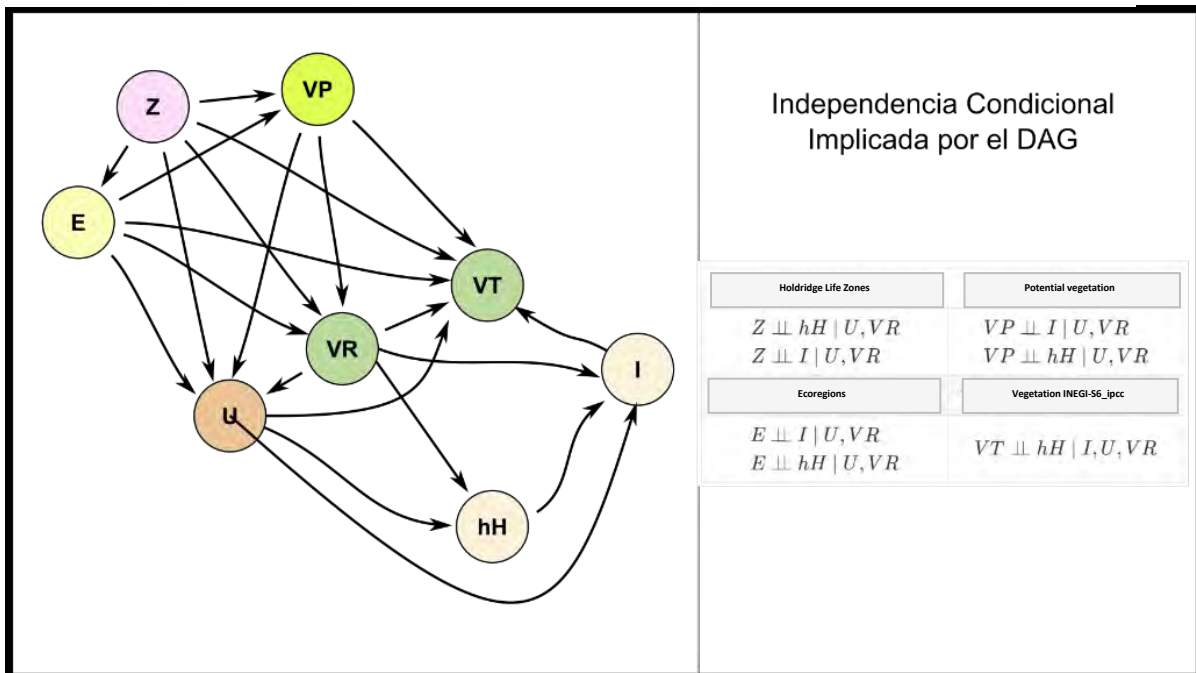 Z
VP
E
VT
VR
I
U
hH
Independencia Condicional
Implicada por el DAG
Holdridge Life Zones
Z ⫫ hH | U, VR
Z ⫫ I | U, VR
Potential vegetation
VP ⫫ I | U, VR
VP ⫫ hH | U, VR
Ecoregions
E ⫫ I | U, VR
E ⫫ hH | U, VR
Vegetation INEGI-S6_ipcc
VT ⫫ hH | I, U, VR